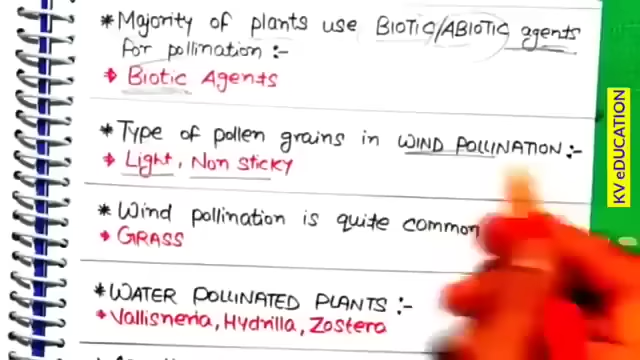 * Majority of plants use BIOTIC/ABIOTIC agents
for pollination :-
Biotic Agents
* Type of pollen grains in WIND POLLINATION :-
Light, Non sticky
* Wind pollination is quite common
GRASS
* WATER POLLINATED PLANTS :-
* Vallisneria, Hydrilla, Zostera
KV eDUCATION